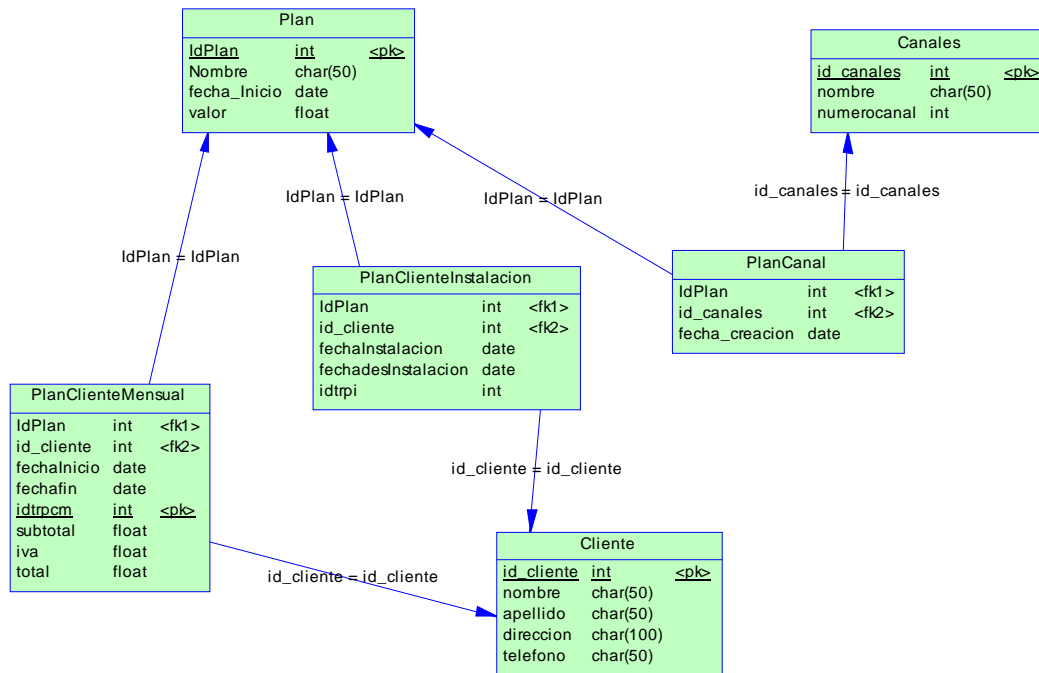 Plan
IdPlan int <pk>
Nombre char(50)
fecha_Inicio date
valor float
Canales
id_canales int <pk>
nombre char(50)
numerocanal int
IdPlan = IdPlan
IdPlan = IdPlan
id_canales = id_canales
IdPlan = IdPlan
PlanClienteInstalacion
IdPlan int <fk1>
id_cliente int <fk2>
fechaInstalacion date
fechadesInstalacion date
idtrpi int
PlanCanal
IdPlan int <fk1>
id_canales int <fk2>
fecha_creacion date
PlanClienteMensual
IdPlan int <fk1>
id_cliente int <fk2>
fechaInicio date
fechafin date
idtrpcm int <pk>
subtotal float
iva float
total float
id_cliente = id_cliente
id_cliente = id_cliente
Cliente
id_cliente int <pk>
nombre char(50)
apellido char(50)
direccion char(100)
telefono char(50)